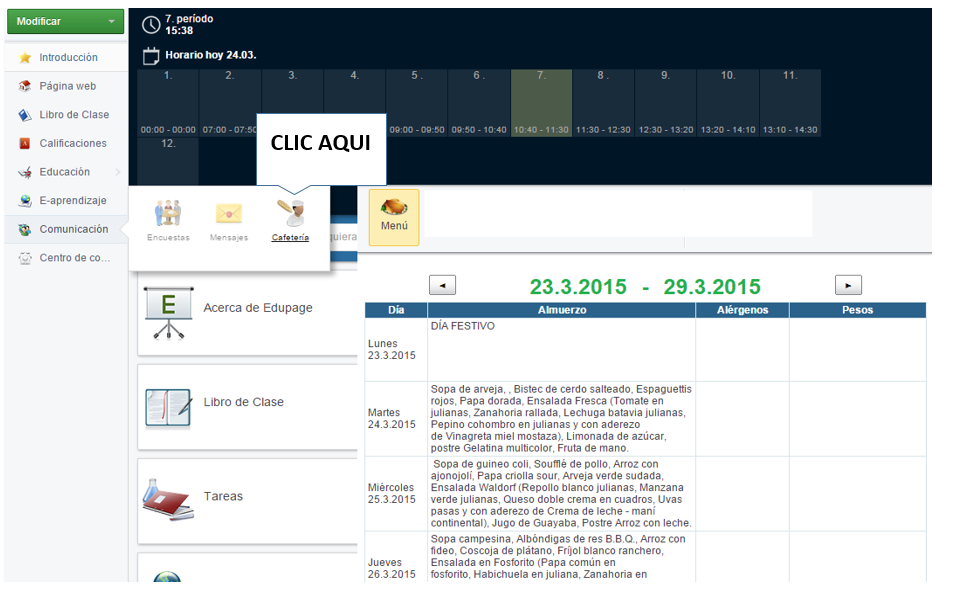 Modificar
Introducción
Página web
Libro de Clase
Calificaciones
Educación
E-aprendizaje
Comunicación
Centro de co...
7. período
15:38
Horario hoy 24.03.
1.
2.
3.
4.
5 .
6 .
7.
8 .
9.
10.
11.
00:00 - 00:00
07:00 - 07:50
09:00 - 09:50
09:50 - 10:40
10:40 - 11:30
11:30 - 12:30
12:30 - 13:20
13:20 - 14:10
13:10 - 14:30
12.
CLIC AQUI
Encuestas
Mensajes
Cafetería
quiera
Menú
Acerca de Edupage
Libro de Clase
Tareas
E
23.3.2015 - 29.3.2015
Día
Almuerzo
Alérgenos
Pesos
Lunes
23.3.2015
DÍA FESTIVO
Martes
24.3.2015
Sopa de arveja, , Bistec de cerdo salteado, Espaguettis
rojos, Papa dorada, Ensalada Fresca (Tomate en
julianas, Zanahoria rallada, Lechuga batavia julianas,
Pepino cohombro en julianas y con aderezo
de Vinagreta miel mostaza), Limonada de azúcar,
postre Gelatina multicolor, Fruta de mano.
Miércoles
25.3.2015
Sopa de guineo coli, Soufflè de pollo, Arroz con
ajonojolí, Papa criolla sour, Arveja verde sudada,
Ensalada Waldorf (Repollo blanco julianas, Manzana
verde julianas, Queso doble crema en cuadros, Uvas
pasas y con aderezo de Crema de leche - maní
continental), Jugo de Guayaba, Postre Arroz con leche.
Jueves
26.3.2015
Sopa campesina, Albóndigas de res B.B.Q., Arroz con
fideo, Coscoja de plátano, Fríjol blanco ranchero,
Ensalada en Fosforito (Papa común en
fosforito, Habichuela en juliana, Zanahoria en